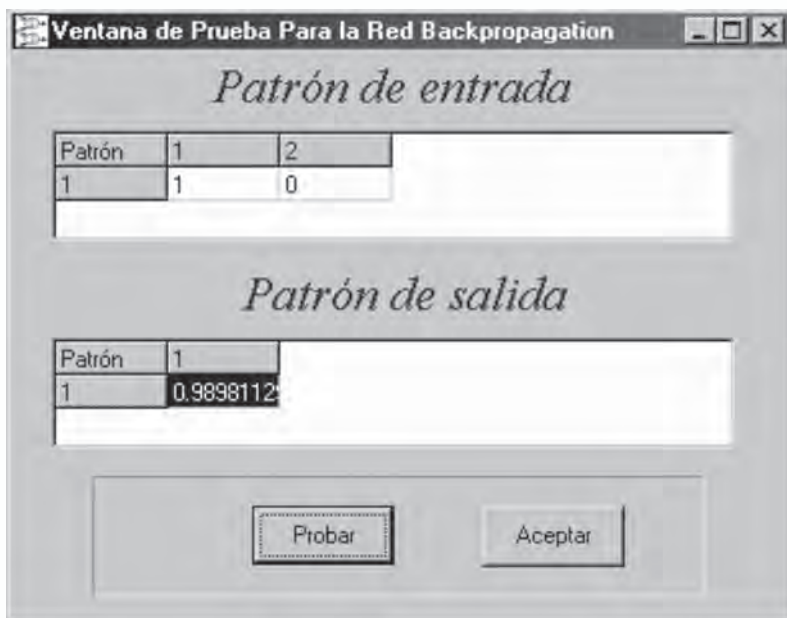 Ventana de Prueba Para la Red Backpropagation
Patrón de entrada
Patrón 1 2
1 1 0
Patrón de salida
Patrón 1
1 0.9898112
Probar Aceptar